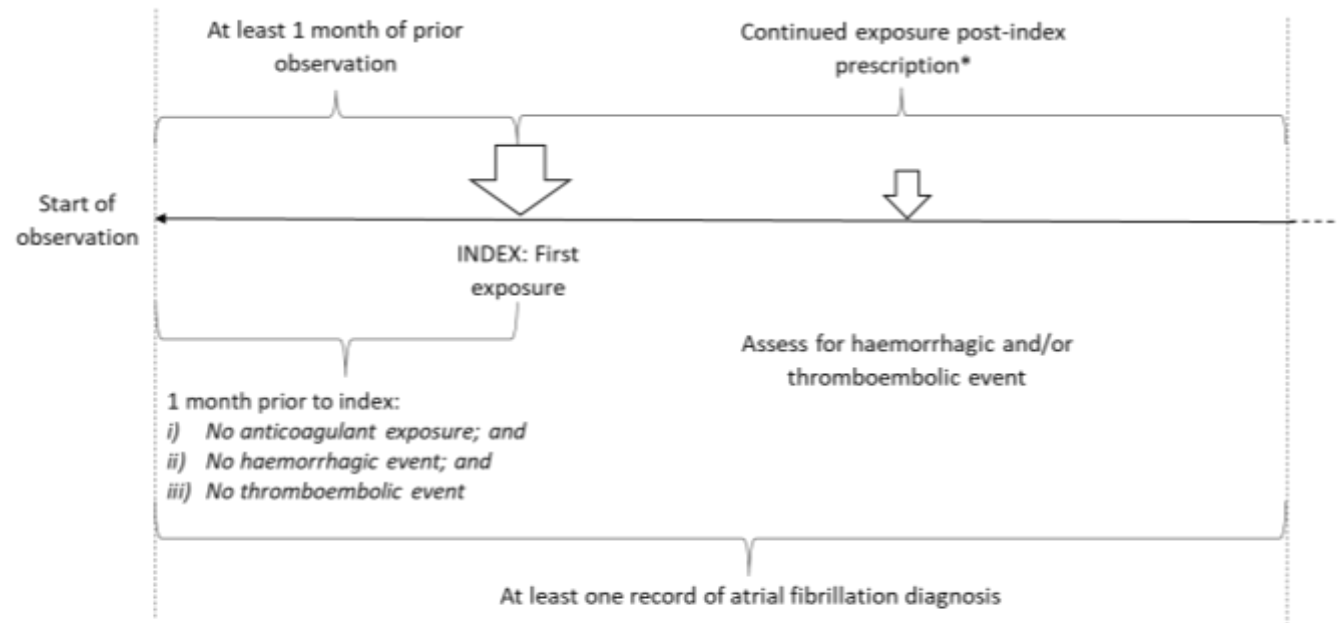 At least 1 month of prior
observation
Continued exposure post-index
prescription*
Start of
observation
INDEX: First
exposure
Assess for haemorrhagic and/or
thromboembolic event
1 month prior to index:
i) No anticoagulant exposure; and
ii) No haemorrhagic event; and
iii) No thromboembolic event
At least one record of atrial fibrillation diagnosis